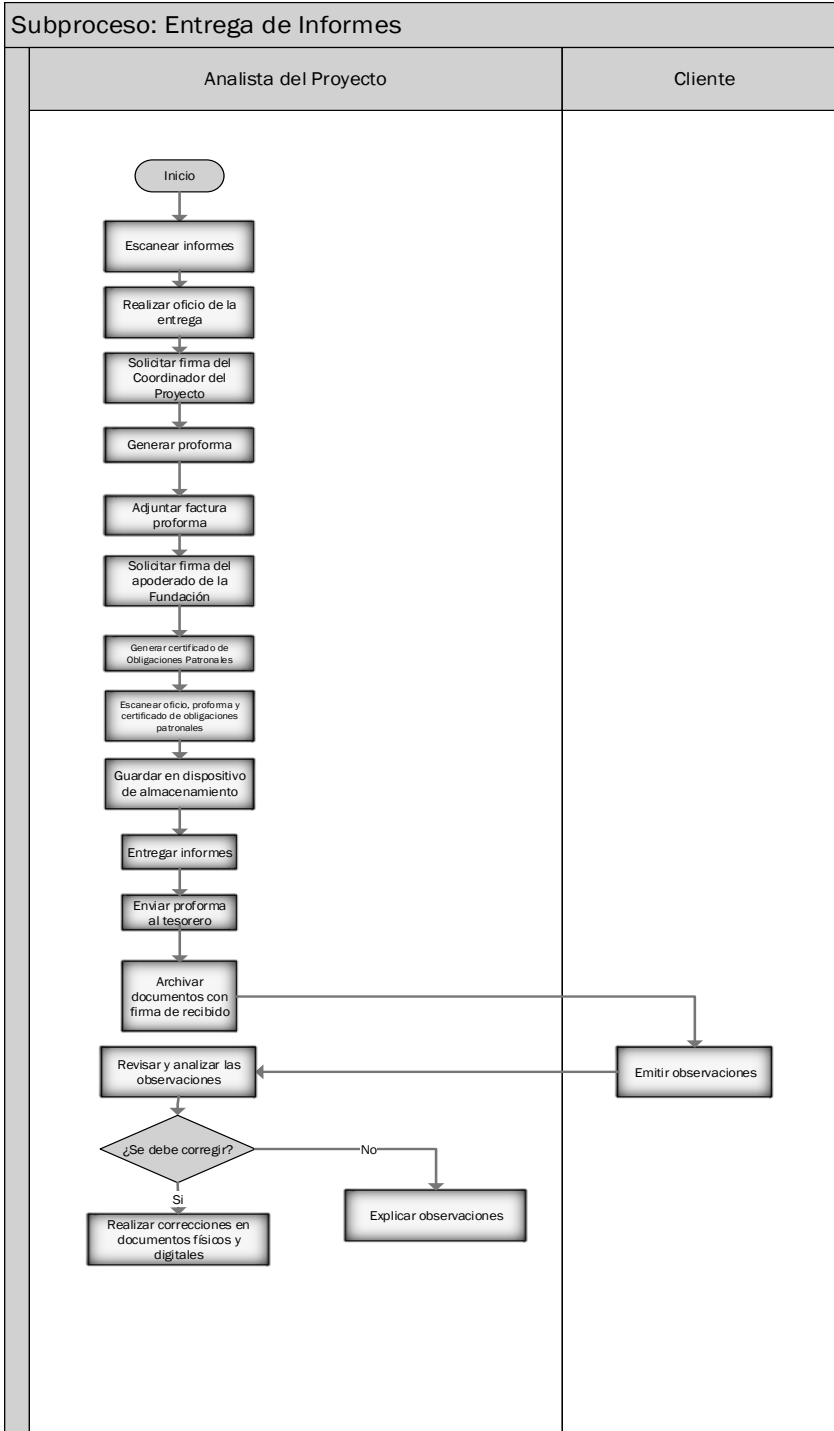 Subproceso: Entrega de Informes
Analista del Proyecto
Cliente
Inicio
Escanear informes
Realizar oficio de la
entrega
Solicitar firma del
Coordinador del
Proyecto
Generar proforma
Adjuntar factura
proforma
Solicitar firma del
apoderado de la
Fundación
Generar certificado de
Obligaciones Patronales
Escanear oficio, proforma y
certificado de obligaciones
patronales
Guardar en dispositivo
de almacenamiento
Entregar informes
Enviar proforma
al tesorero
Archivar
documentos con
firma de recibido
Emitir observaciones
Revisar y analizar las
observaciones
¿Se debe corregir?
No
Si
Explicar observaciones
Realizar correcciones en
documentos físicos y
digitales